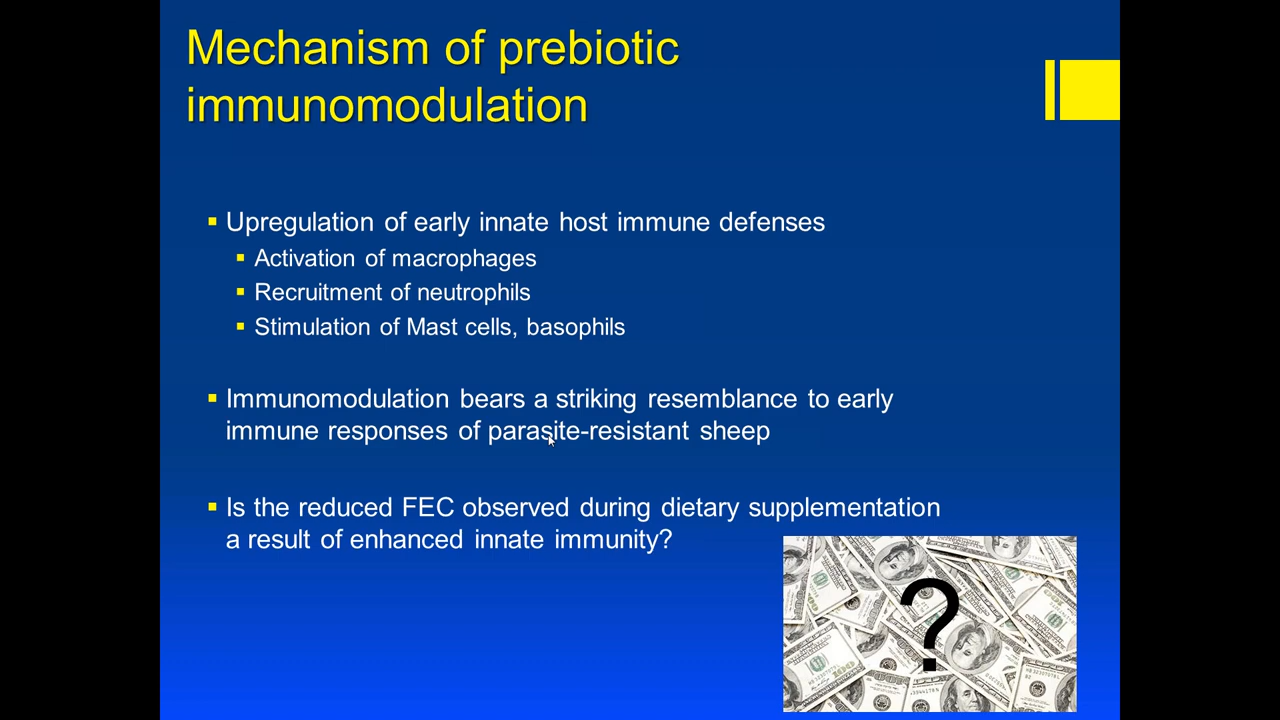 Mechanism of prebiotic
immunomodulation
Upregulation of early innate host immune defenses
Activation of macrophages
Recruitment of neutrophils
Stimulation of Mast cells, basophils
Immunomodulation bears a striking resemblance to early
immune responses of parasite-resistant sheep
Is the reduced FEC observed during dietary supplementation
a result of enhanced innate immunity?
?